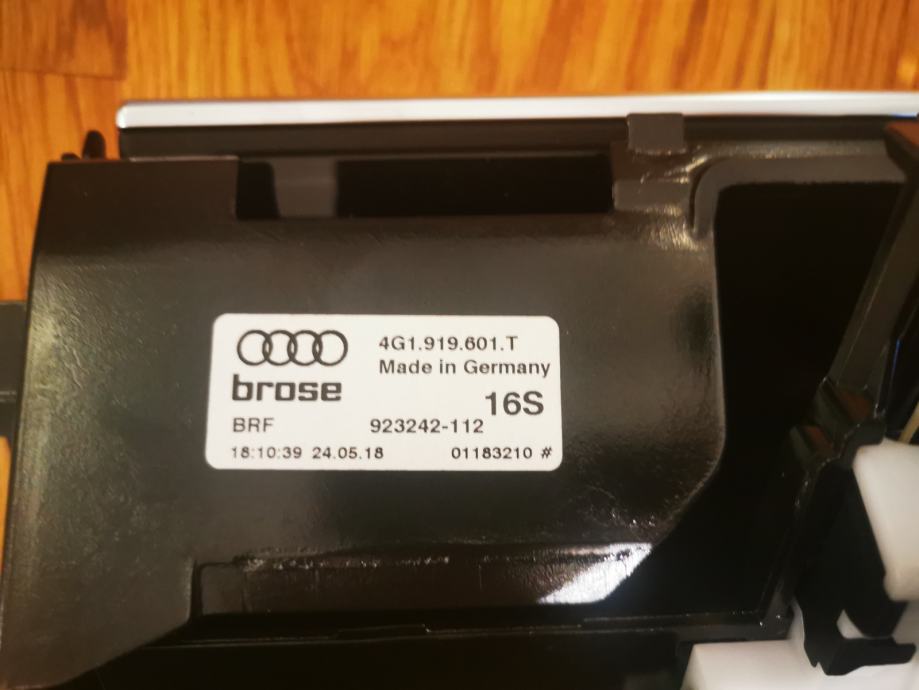 4G1.919.601.T
Made in Germany
brose
16S
BRF 923242-112
18:10:39 24.05.18 01183210 #